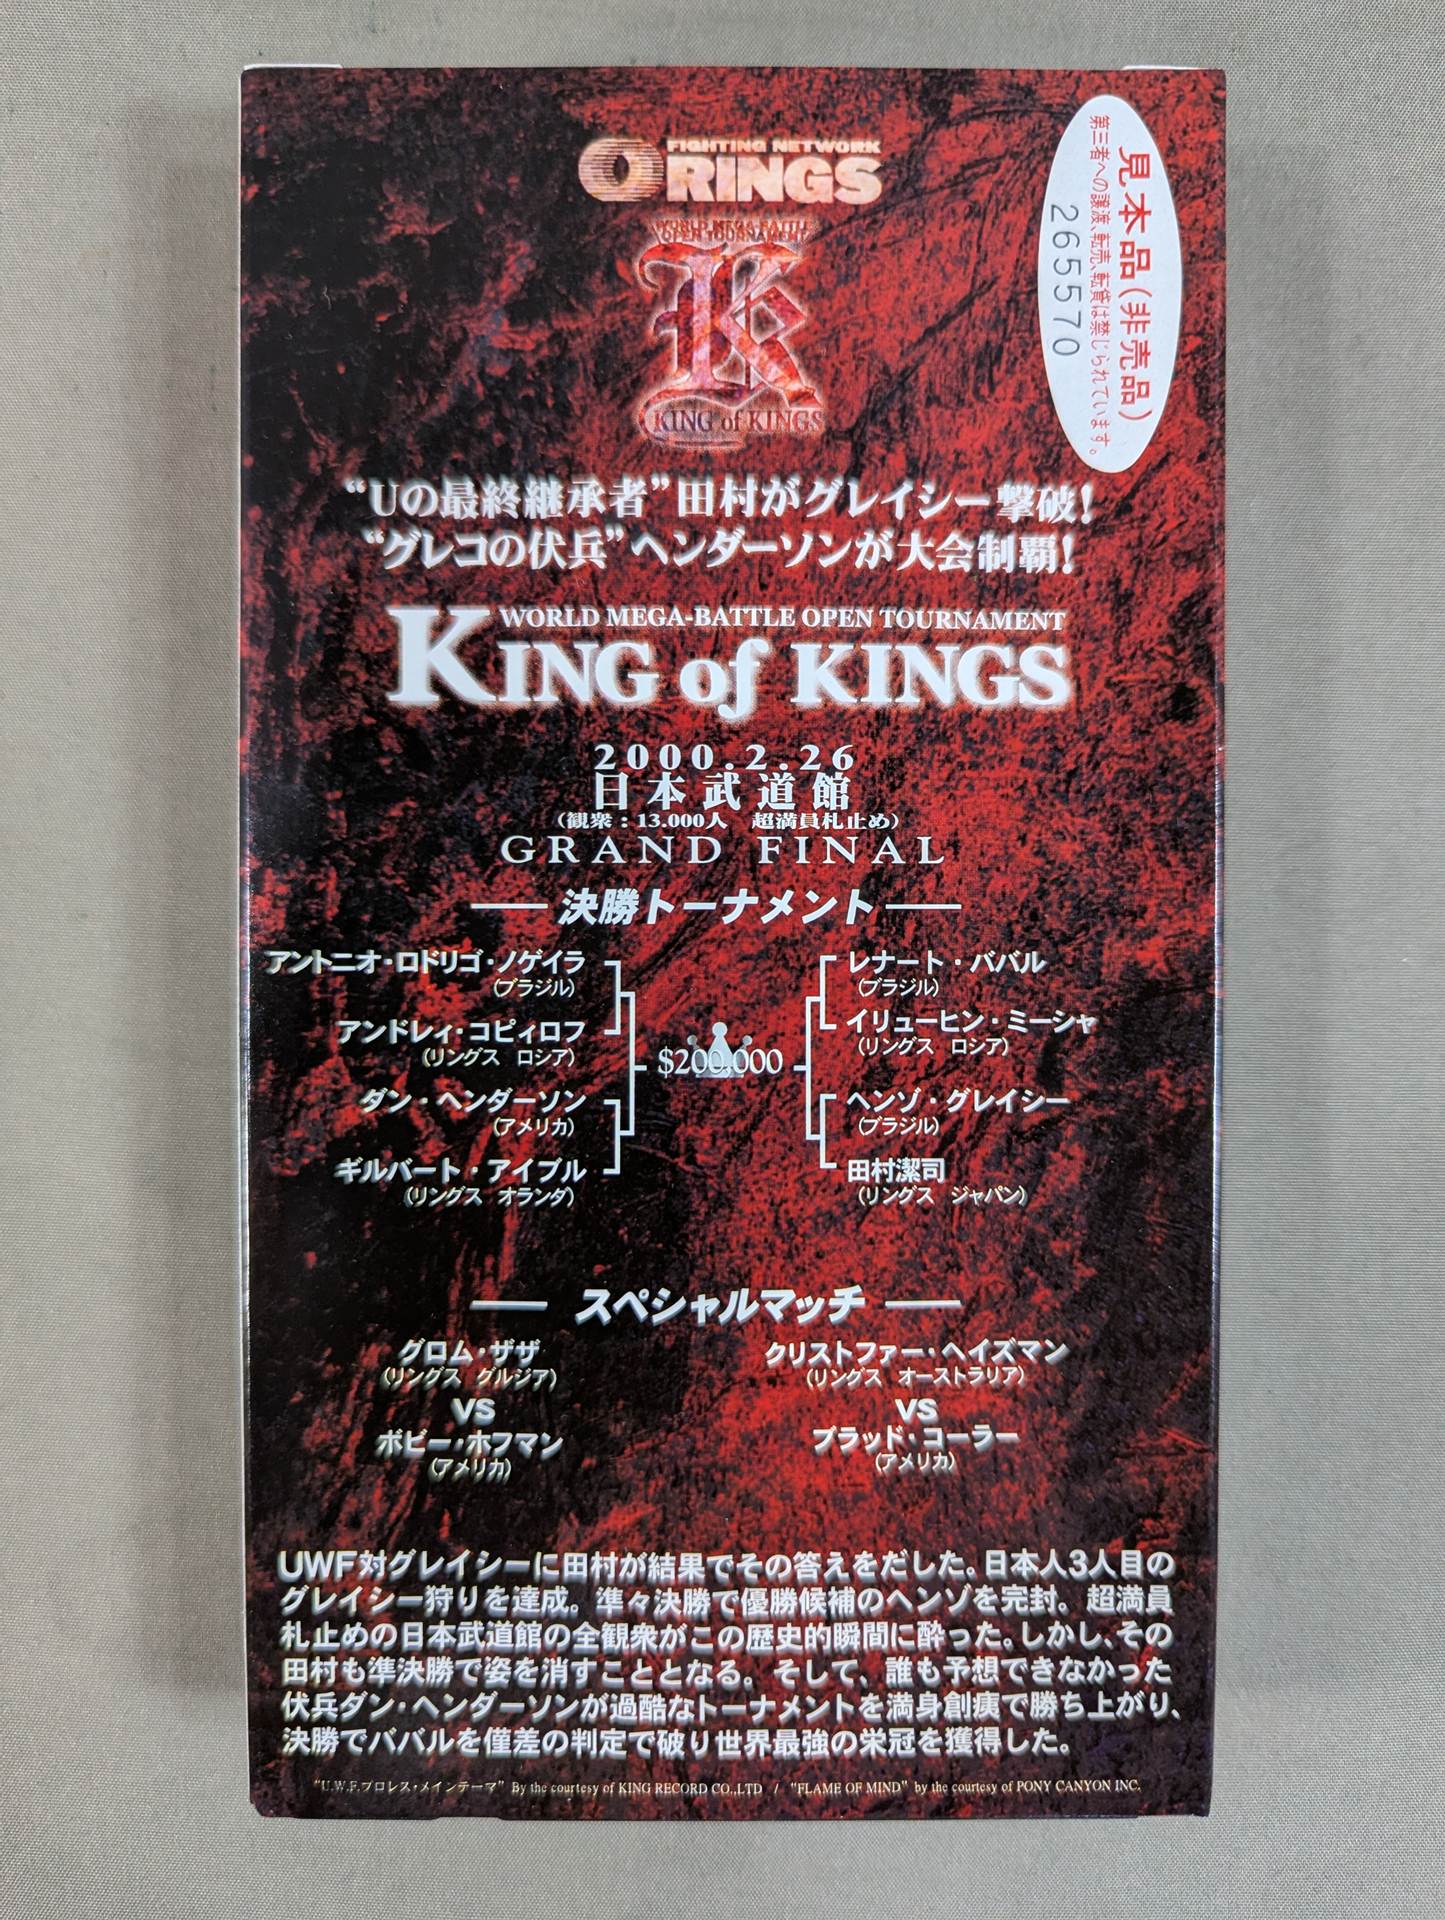 FIGHTING NETWORK
RINGS
WORLD MEGA-BATTLE
OPEN TOURNAMENT
K
KING of KINGS
見本品(非売品)
第三者への譲渡、転売、転貸は禁じられています。
265570
“Uの最終継承者”田村がグレイシー撃破!
“グレコの伏兵”ヘンダーソンが大会制覇!
WORLD MEGA-BATTLE OPEN TOURNAMENT
KING of KINGS
2000.2.26
日本武道館
(観衆:13.000人 超満員札止め)
GRAND FINAL
決勝トーナメント
アントニオ・ロドリゴ・ノゲイラ
(ブラジル)
アンドレィ・コピィロフ
(リングス ロシア)
ダン・ヘンダーソン
(アメリカ)
ギルバート・アイブル
(リングス オランダ)
$200,000
レナート・ババル
(ブラジル)
イリューヒン・ミーシャ
(リングス ロシア)
ヘンゾ・グレイシー
(ブラジル)
田村潔司
(リングス ジャパン)
スペシャルマッチ
グロム・ザザ
(リングス グルジア)
VS
ボビー・ホフマン
(アメリカ)
クリストファー・ヘイズマン
(リングス オーストラリア)
VS
ブラッド・コーラー
(アメリカ)
UWF対グレイシーに田村が結果でその答えをだした。日本人3人目の
グレイシー狩りを達成。準々決勝で優勝候補のヘンゾを完封。超満員
札止めの日本武道館の全観衆がこの歴史的瞬間に酔った。しかし、その
田村も準決勝で姿を消すこととなる。そして、誰も予想できなかった
伏兵ダン・ヘンダーソンが過酷なトーナメントを満身創痍で勝ち上がり、
決勝でババルを僅差の判定で破り世界最強の栄冠を獲得した。
"U.W.F.プロレス・メインテーマ" By the courtesy of KING RECORD CO.,LTD / "FLAME OF MIND" by the courtesy of PONY CANYON INC.